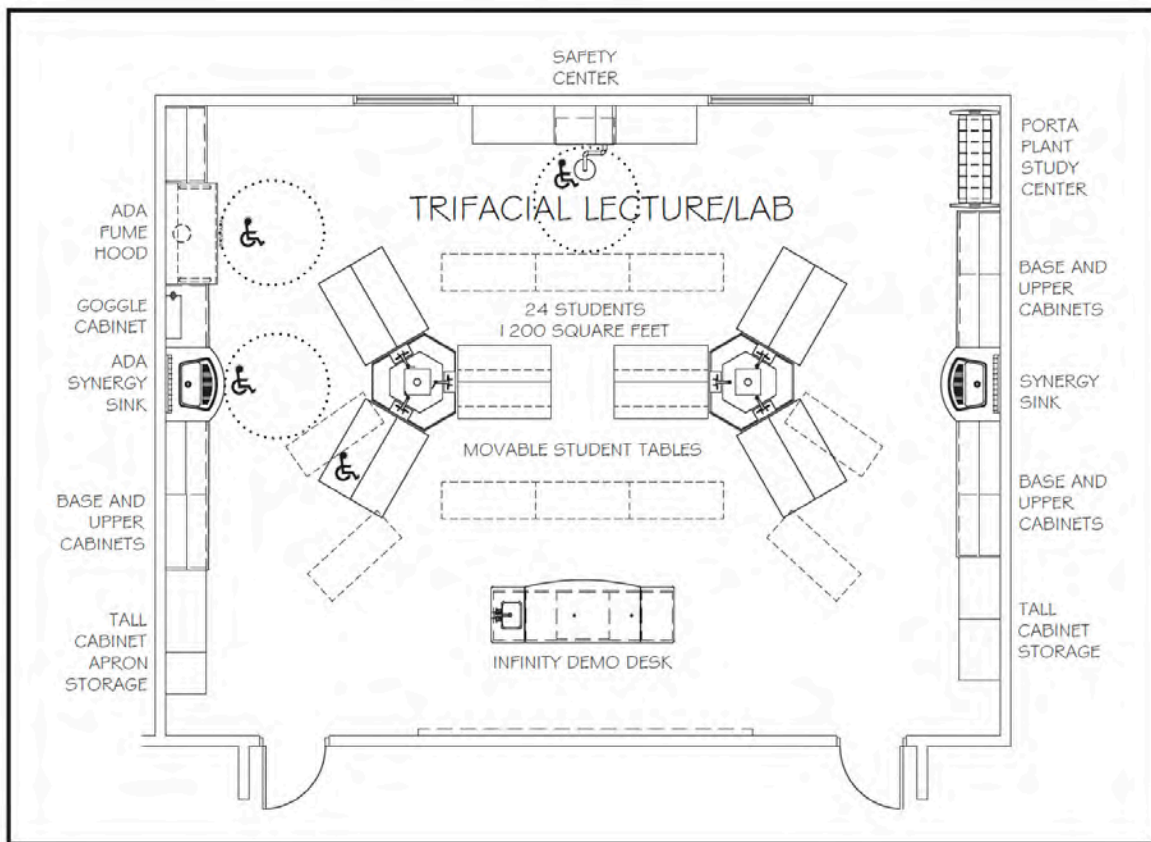 SAFETY
CENTER
TRIFACIAL LECTURE/LAB
24 STUDENTS
1200 SQUARE FEET
MOVABLE STUDENT TABLES
INFINITY DEMO DESK
ADA
FUME
HOOD
GOGGLE
CABINET
ADA
SYNERGY
SINK
BASE AND
UPPER
CABINETS
TALL
CABINET
APRON
STORAGE
PORTA
PLANT
STUDY
CENTER
BASE AND
UPPER
CABINETS
SYNERGY
SINK
BASE AND
UPPER
CABINETS
TALL
CABINET
STORAGE